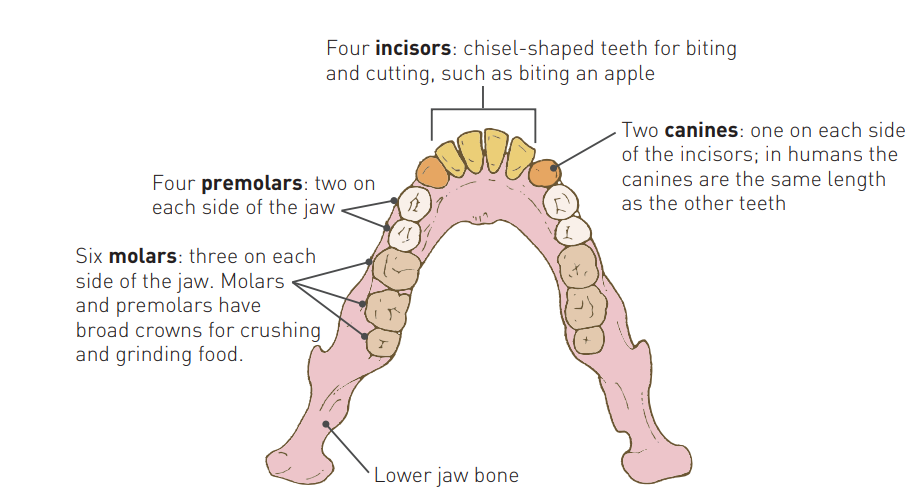 Four incisors: chisel-shaped teeth for biting
and cutting, such as biting an apple
Two canines: one on each side
of the incisors; in humans the
canines are the same length
as the other teeth
Four premolars: two on
each side of the jaw
Six molars: three on each
side of the jaw. Molars
and premolars have
broad crowns for crushing
and grinding food.
Lower jaw bone